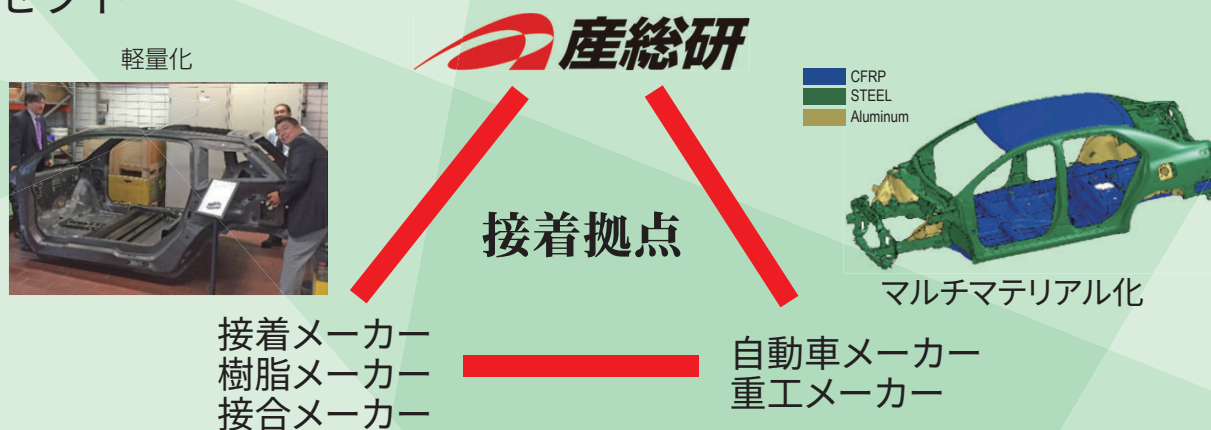 産総研
軽量化
CFRP
STEEL
Aluminum
接着拠点
マルチマテリアル化
接着メーカー
樹脂メーカー
接合メーカー
自動車メーカー
重工メーカー